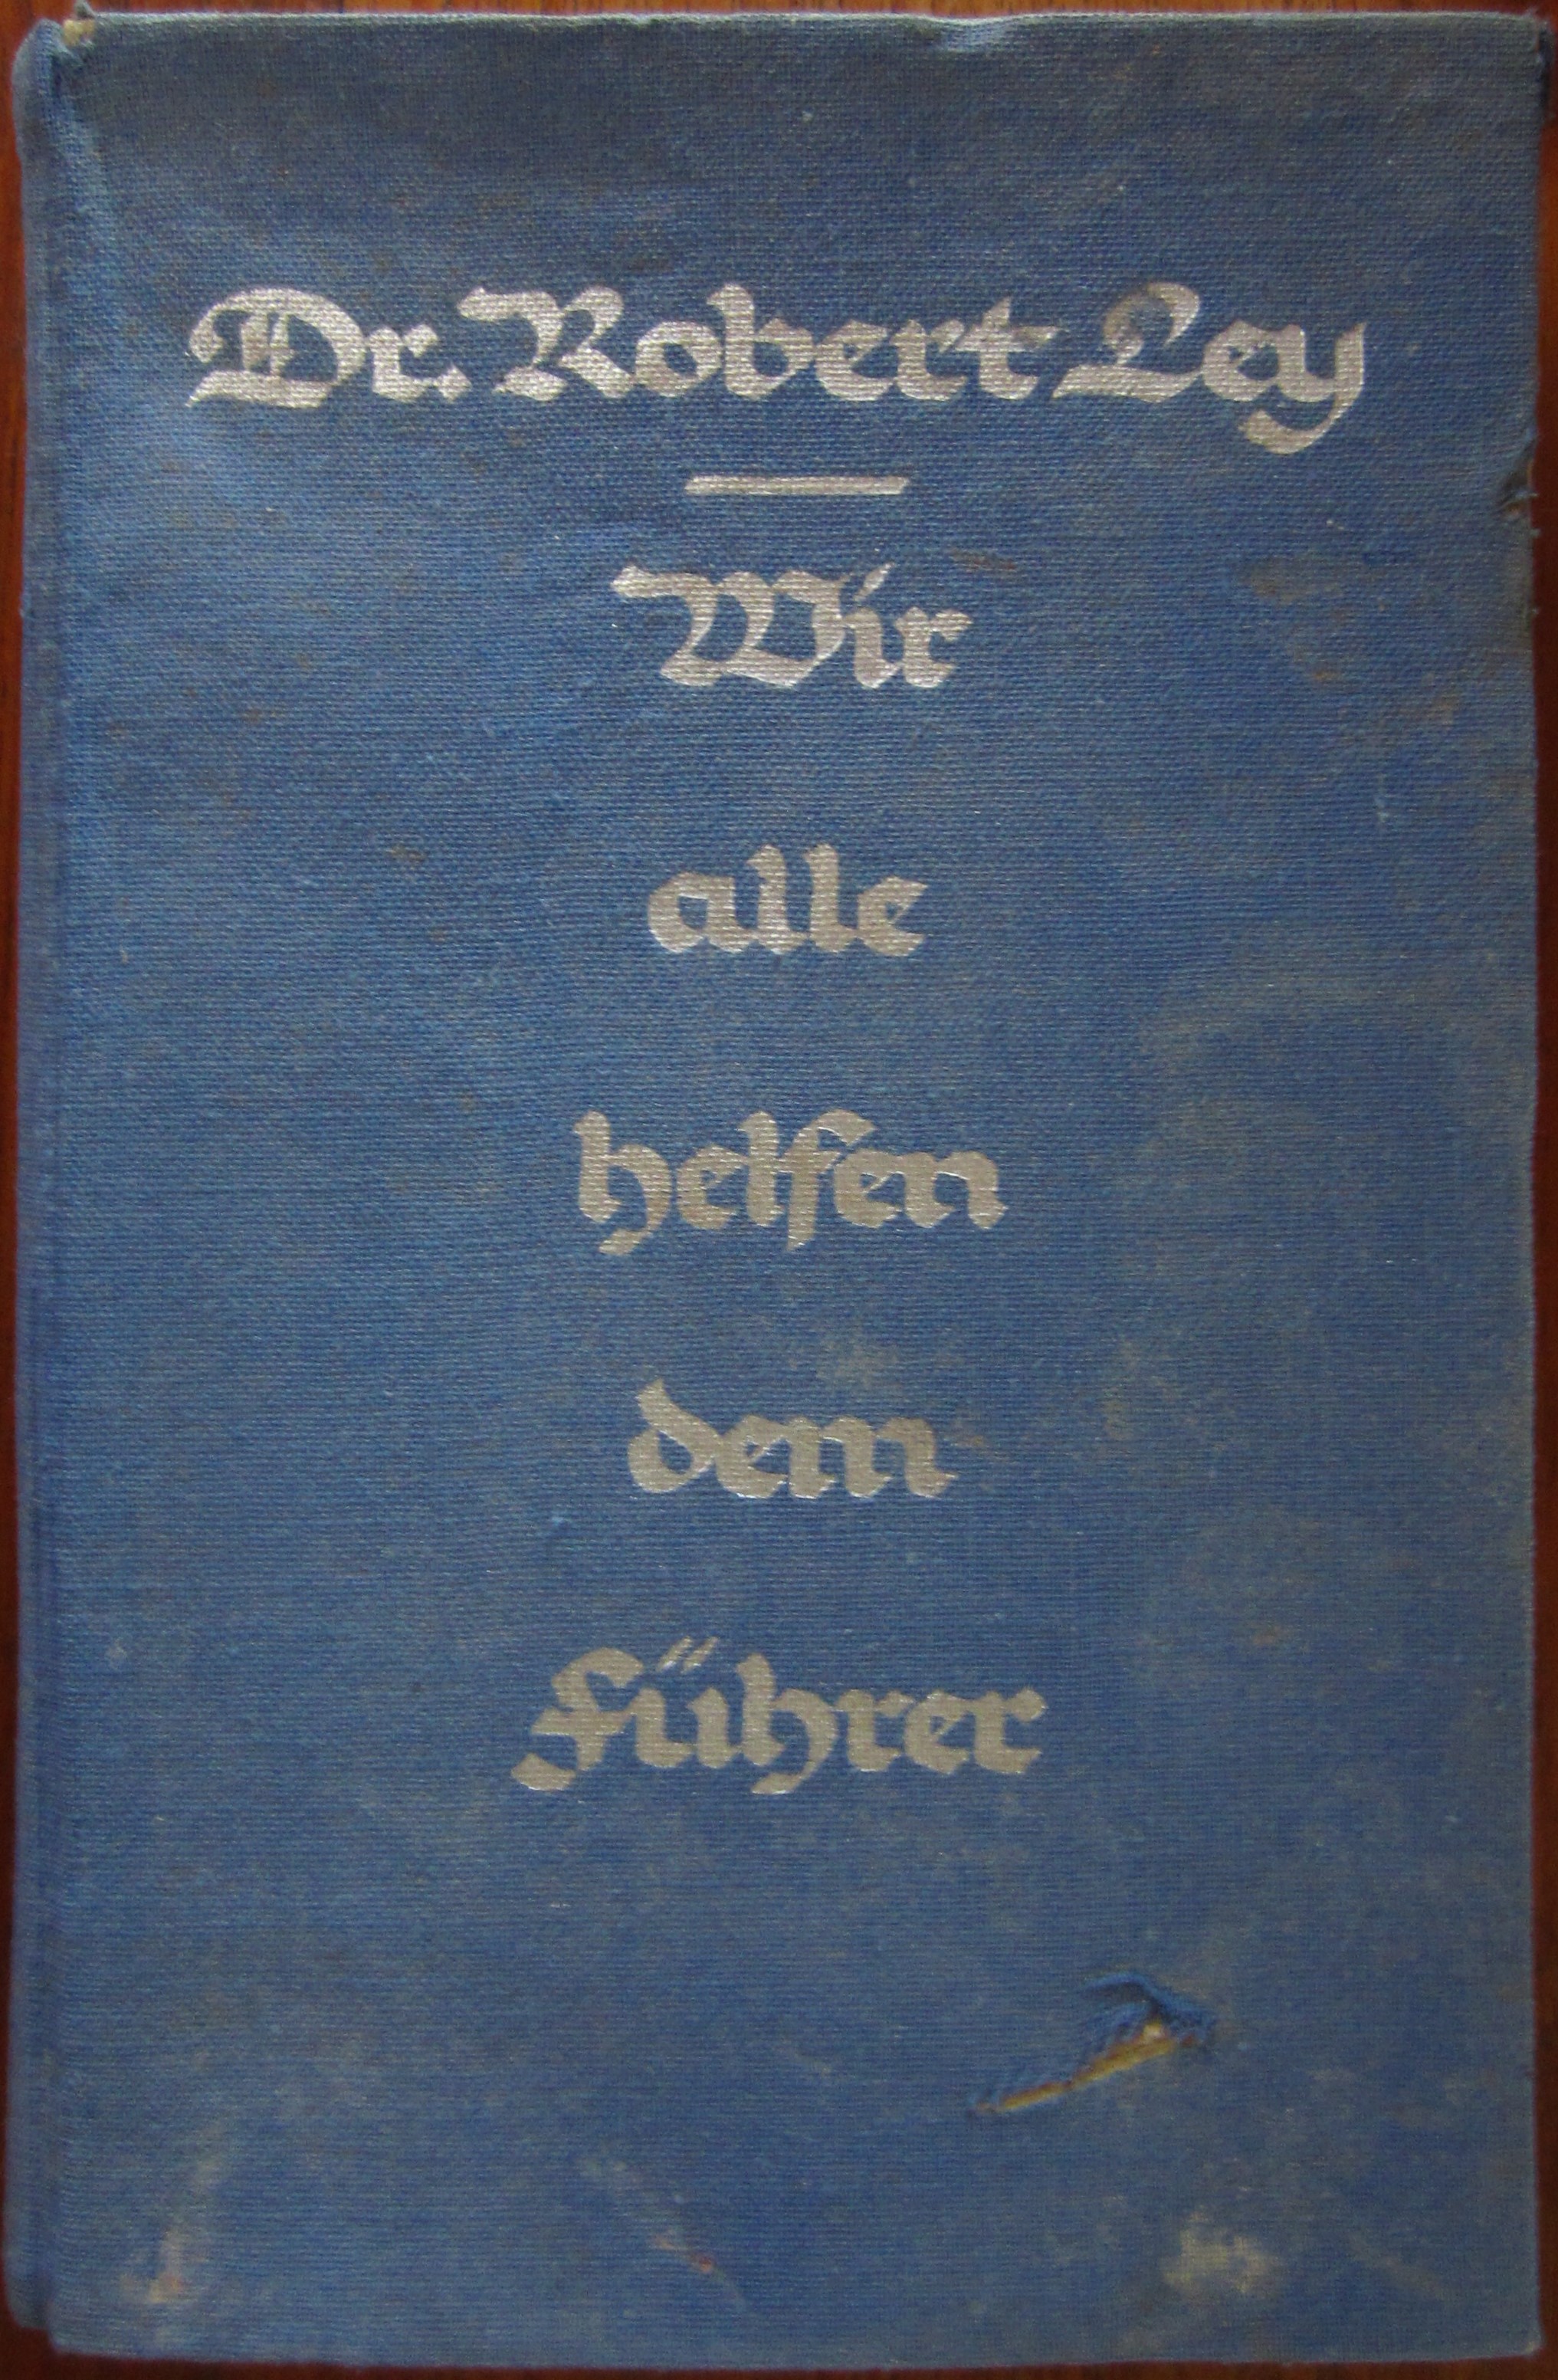 Dr. Robert Ley
Wir
alle
helfen
dem
Führer